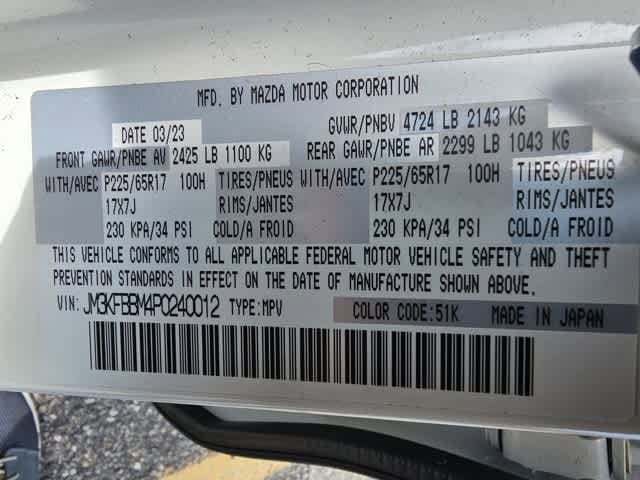 MFD. BY MAZDA MOTOR CORPORATION
DATE 03/23 GVWR/PNBV 4724 LB 2143 KG
FRONT GAWR/PNBE AV 2425 LB 1100 KG REAR GAWR/PNBE AR 2299 LB 1043 KG
WITH/AVEC P225/65R17 100H TIRES/PNEUS WITH/AVEC P225/65R17 100H TIRES/PNEUS
17X7J RIMS/JANTES 17X7J RIMS/JANTES
230 KPA/34 PSI COLD/A FROID 230 KPA/34 PSI COLD/A FROID
THIS VEHICLE CONFORMS TO ALL APPLICABLE FEDERAL MOTOR VEHICLE SAFETY AND THEFT
PREVENTION STANDARDS IN EFFECT ON THE DATE OF MANUFACTURE SHOWN ABOVE.
VIN: JM3KFBBM4P0240012 TYPE:MPV COLOR CODE:51K MADE IN JAPAN